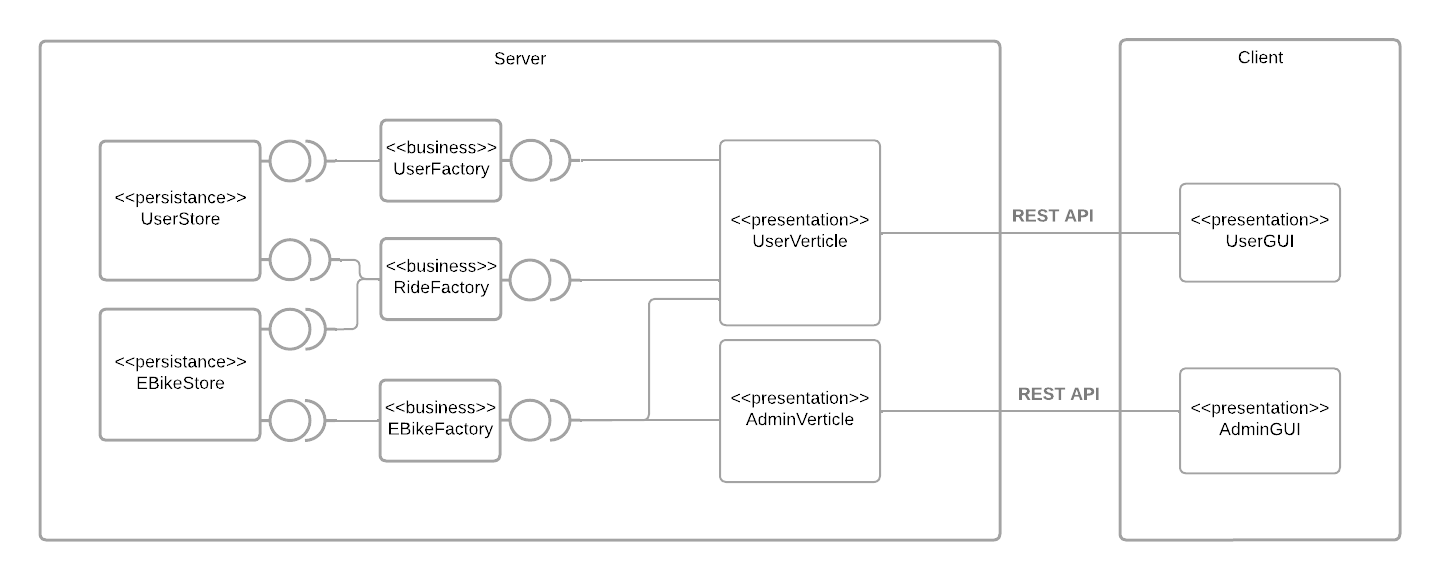 Server
Client
<<persistance>>
UserStore
<<persistance>>
EBikeStore
<<business>>
UserFactory
<<business>>
RideFactory
<<business>>
EBikeFactory
<<presentation>>
UserVerticle
<<presentation>>
AdminVerticle
REST API
REST API
<<presentation>>
UserGUI
<<presentation>>
AdminGUI